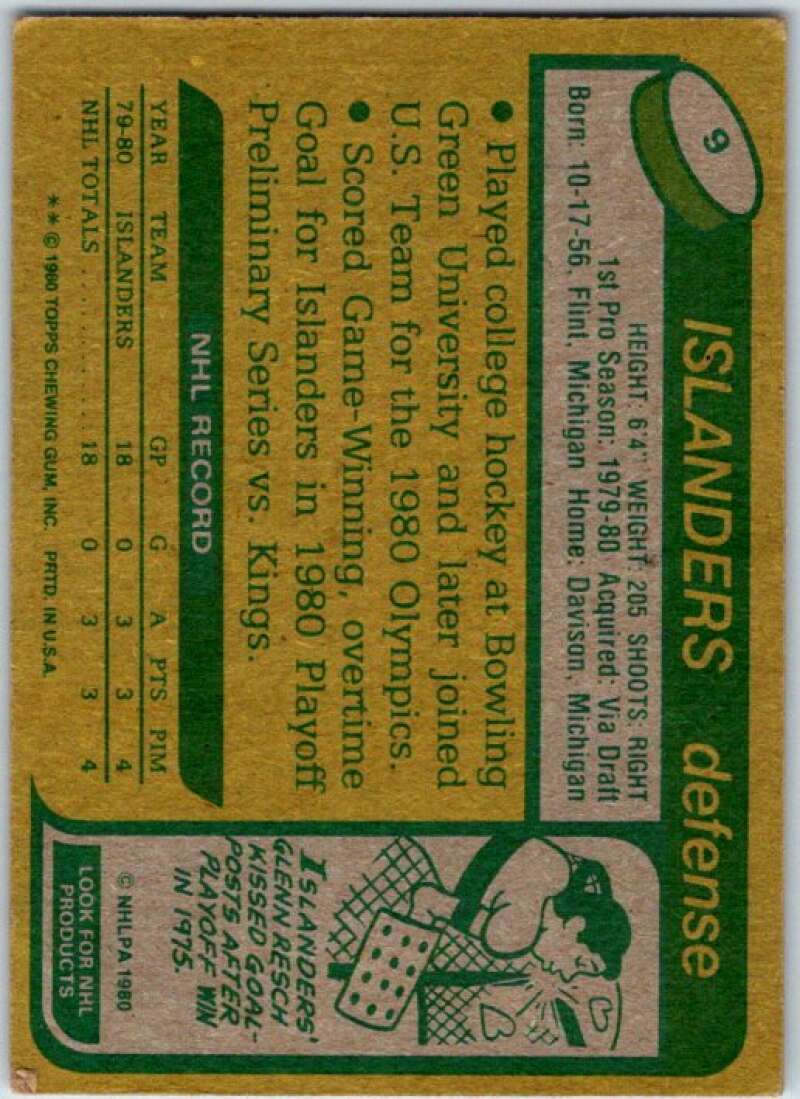 9
ISLANDERS defense
HEIGHT: 6'4" WEIGHT: 205 SHOOTS: RIGHT
1st Pro Season: 1979-80 Acquired: Via Draft
Born: 10-17-56, Flint, Michigan Home: Davison, Michigan
• Played college hockey at Bowling
Green University and later joined
U.S. Team for the 1980 Olympics.
• Scored Game-Winning, overtime
Goal for Islanders in 1980 Playoff
Preliminary Series vs. Kings.
NHL RECORD
YEAR TEAM GP G A PTS PIM
79-80 ISLANDERS 18 0 3 3 4
NHL TOTALS .......... 18 0 3 3 4
** © 1980 TOPPS CHEWING GUM, INC. PRTD. IN U.S.A.
ISLANDERS'
GLENN RESCH
KISSED GOAL-
POSTS AFTER
PLAYOFF WIN
IN 1975.
© NHLPA 1980
LOOK FOR NHL
PRODUCTS